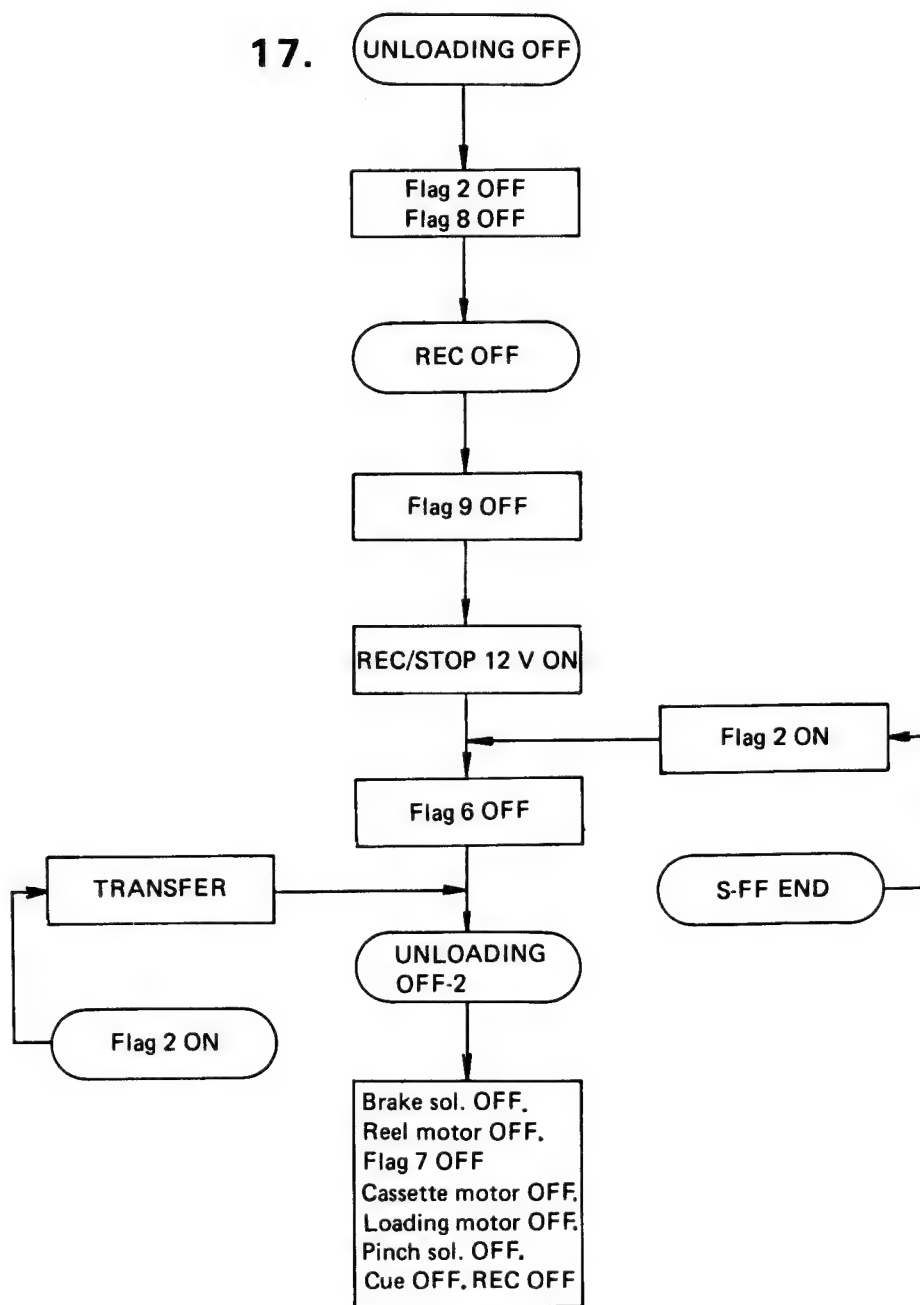 17.
UNLOADING OFF
Flag 2 OFF
Flag 8 OFF
REC OFF
Flag 9 OFF
REC/STOP 12 V ON
Flag 2 ON
Flag 6 OFF
TRANSFER
S-FF END
UNLOADING
OFF-2
Flag 2 ON
Brake sol. OFF.
Reel motor OFF.
Flag 7 OFF
Cassette motor OFF.
Loading motor OFF.
Pinch sol. OFF.
Cue OFF. REC OFF